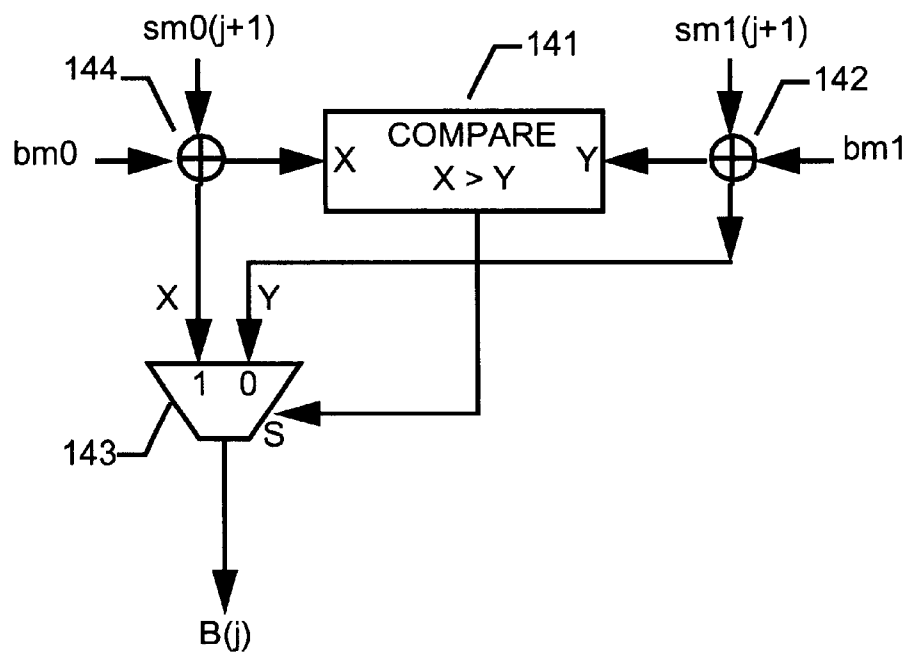 sm0(j+1)
sm1(j+1)
141
144
142
COMPARE
bm0
X
Y
bm1
X > Y
X
Y
1 0
S
143
B(j)